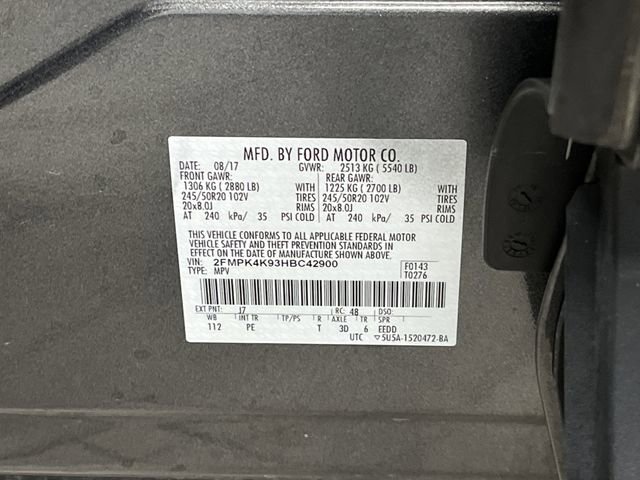 MFD. BY FORD MOTOR CO.
DATE: 08/17 GVWR: 2513 KG ( 5540 LB)
FRONT GAWR: REAR GAWR:
1306 KG ( 2880 LB) WITH 1225 KG ( 2700 LB) WITH
245/50R20 102V TIRES 245/50R20 102V TIRES
20x8.0J RIMS 20x8.0J RIMS
AT 240 kPa/ 35 PSI COLD AT 240 kPa/ 35 PSI COLD
THIS VEHICLE CONFORMS TO ALL APPLICABLE FEDERAL MOTOR
VEHICLE SAFETY AND THEFT PREVENTION STANDARDS IN
EFFECT ON THE DATE OF MANUFACTURE SHOWN ABOVE.
VIN: 2FMPK4K93HBC42900 F0143
TYPE: MPV T0276
EXT PNT: J7 RC: 48 DSO:
WB INT TR TP/PS R AXLE TR SPR
112 PE T 3D 6 EEDD
UTC ▽5U5A-1520472-BA